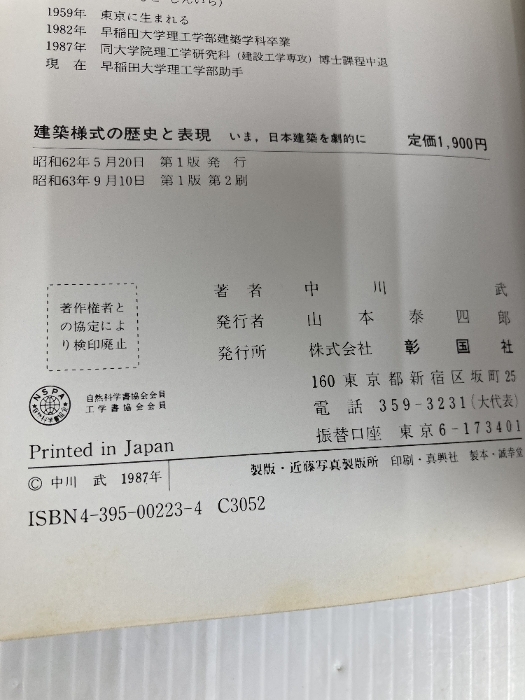 1959年 東京に生まれる
1982年 早稲田大学理工学部建築学科卒業
1987年 同大学院理工学研究科(建設工学専攻)博士課程中退
現在 早稲田大学理工学部助手
建築様式の歴史と表現 いま,日本建築を劇的に 定価1,900円
昭和62年5月20日 第1版 発 行
昭和63年9月10日 第1版 第2刷
著作権者と
の協定によ
り検印廃止
著 者 中 川 武
発行者 山 本 泰 四 郎
発行所 株式会社 彰 国 社
160 東京都新宿区坂町25
電 話 359-3231(大代表)
振替口座 東京6-173401
NSPA
自然科学書協会会員
工学書協会会員
Printed in Japan
© 中川 武 1987年
製版・近藤写真製版所 印刷・真興社 製本・誠幸堂
ISBN4-395-00223-4 C3052